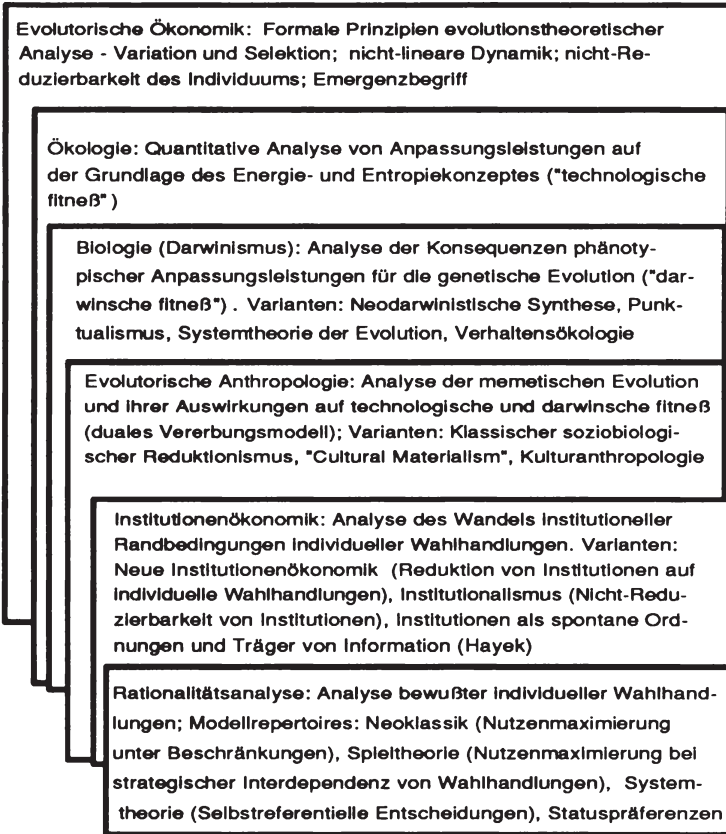 Evolutorische Ökonomik: Formale Prinzipien evolutionstheoretischer
Analyse - Variation und Selektion; nicht-lineare Dynamik; nicht-Re-
duzierbarkeit des Individuums; Emergenzbegriff
Ökologie: Quantitative Analyse von Anpassungsleistungen auf
der Grundlage des Energie- und Entropiekonzeptes ("technologische
fitneß")
Biologie (Darwinismus): Analyse der Konsequenzen phänoty-
pischer Anpassungsleistungen für die genetische Evolution ("dar-
winsche fitneß"). Varianten: Neodarwinistische Synthese, Punk-
tualismus, Systemtheorie der Evolution, Verhaltensökologie
Evolutorische Anthropologie: Analyse der memetischen Evolution
und ihrer Auswirkungen auf technologische und darwinsche fitneß
(duales Vererbungsmodell); Varianten: Klassischer soziobiologi-
scher Reduktionismus, "Cultural Materialism", Kulturanthropologie
Institutionenökonomik: Analyse des Wandels institutioneller
Randbedingungen individueller Wahlhandlungen. Varianten:
Neue Institutionenökonomik (Reduktion von Institutionen auf
individuelle Wahlhandlungen), Institutionalismus (Nicht-Redu-
zierbarkeit von Institutionen), Institutionen als spontane Ord-
nungen und Träger von Information (Hayek)
Rationalitätsanalyse: Analyse bewußter individueller Wahlhand-
lungen; Modellrepertoires: Neoklassik (Nutzenmaximierung
unter Beschränkungen), Spieltheorie (Nutzenmaximierung bei
strategischer Interdependenz von Wahlhandlungen), System-
theorie (Selbstreferentielle Entscheidungen), Statuspräferenzen